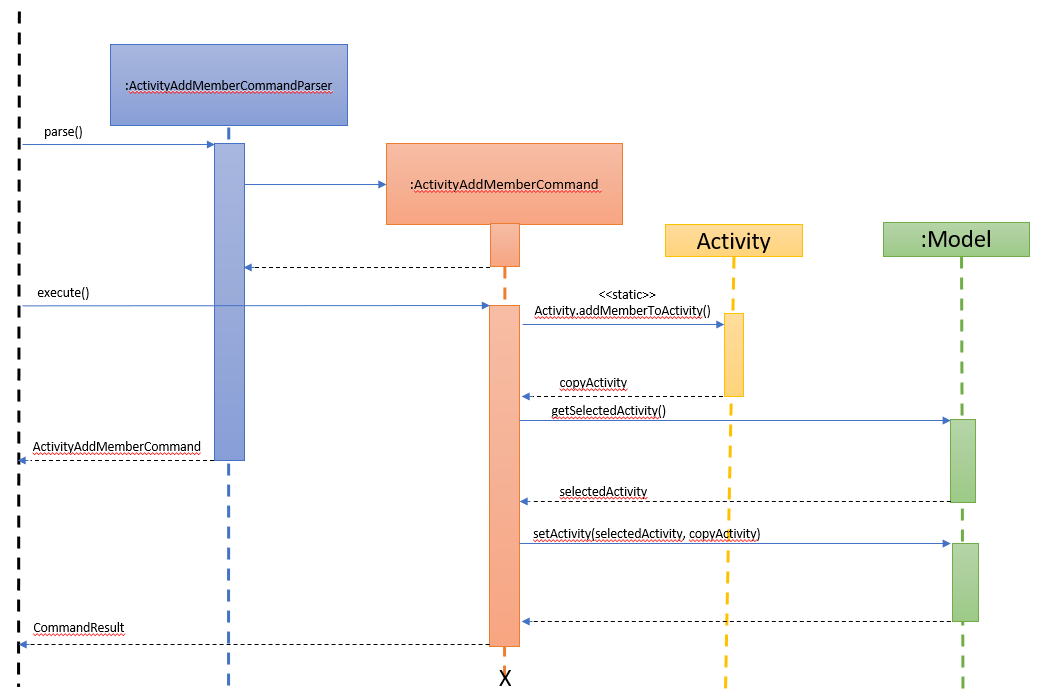 :ActivityAddMemberCommandParser
parse()
:ActivityAddMemberCommand
Activity
:Model
execute()
<<static>>
Activity.addMemberToActivity()
copyActivity
getSelectedActivity()
ActivityAddMemberCommand
selectedActivity
setActivity(selectedActivity, copyActivity)
CommandResult
X